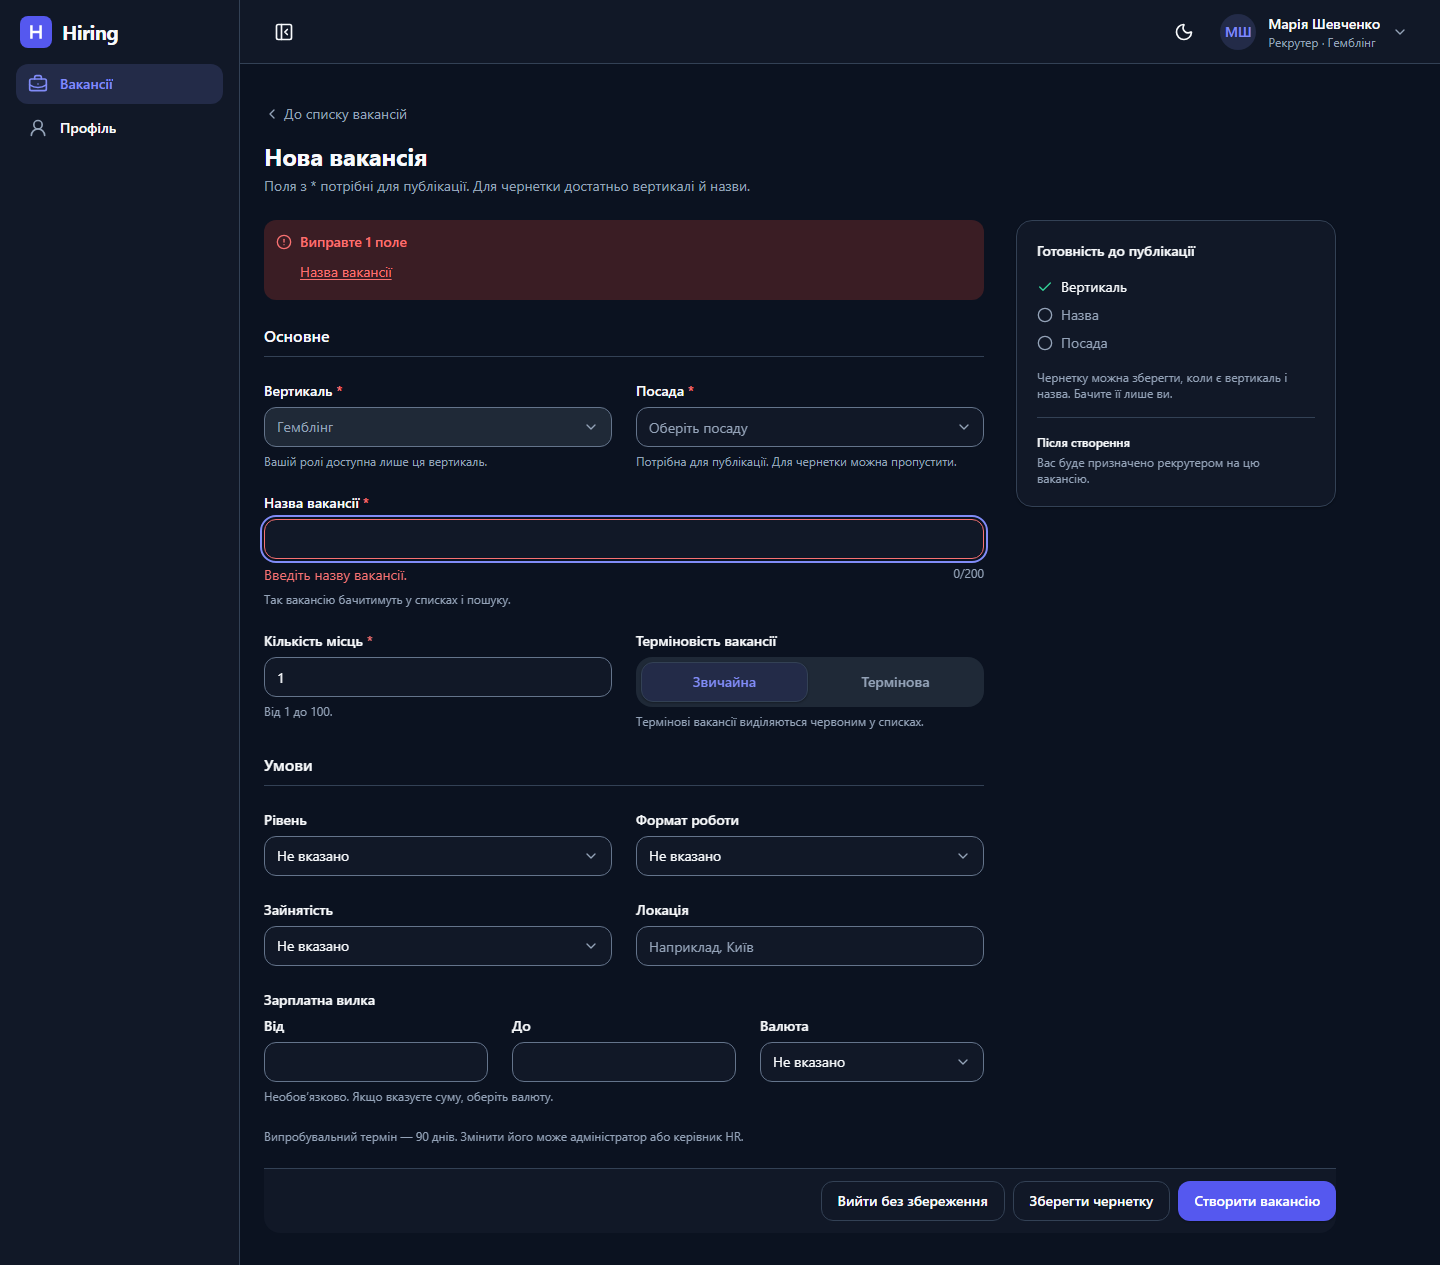 H Hiring
Вакансії
Профіль
МШ
Марія Шевченко
Рекрутер · Гемблінг
До списку вакансій
Нова вакансія
Поля з * потрібні для публікації. Для чернетки достатньо вертикалі й назви.
Виправте 1 поле
Назва вакансії
Основне
Вертикаль *
Гемблінг
Вашій ролі доступна лише ця вертикаль.
Посада *
Оберіть посаду
Потрібна для публікації. Для чернетки можна пропустити.
Назва вакансії *
Введіть назву вакансії.
0/200
Так вакансію бачитимуть у списках і пошуку.
Кількість місць *
1
Від 1 до 100.
Терміновість вакансії
Звичайна
Термінова
Термінові вакансії виділяються червоним у списках.
Умови
Рівень
Не вказано
Формат роботи
Не вказано
Зайнятість
Не вказано
Локація
Наприклад, Київ
Зарплатна вилка
Від
До
Валюта
Не вказано
Необов'язково. Якщо вказуєте суму, оберіть валюту.
Випробувальний термін — 90 днів. Змінити його може адміністратор або керівник HR.
Вийти без збереження
Зберегти чернетку
Створити вакансію
Готовність до публікації
Вертикаль
Назва
Посада
Чернетку можна зберегти, коли є вертикаль і
назва. Бачите її лише ви.
Після створення
Вас буде призначено рекрутером на цю
вакансію.